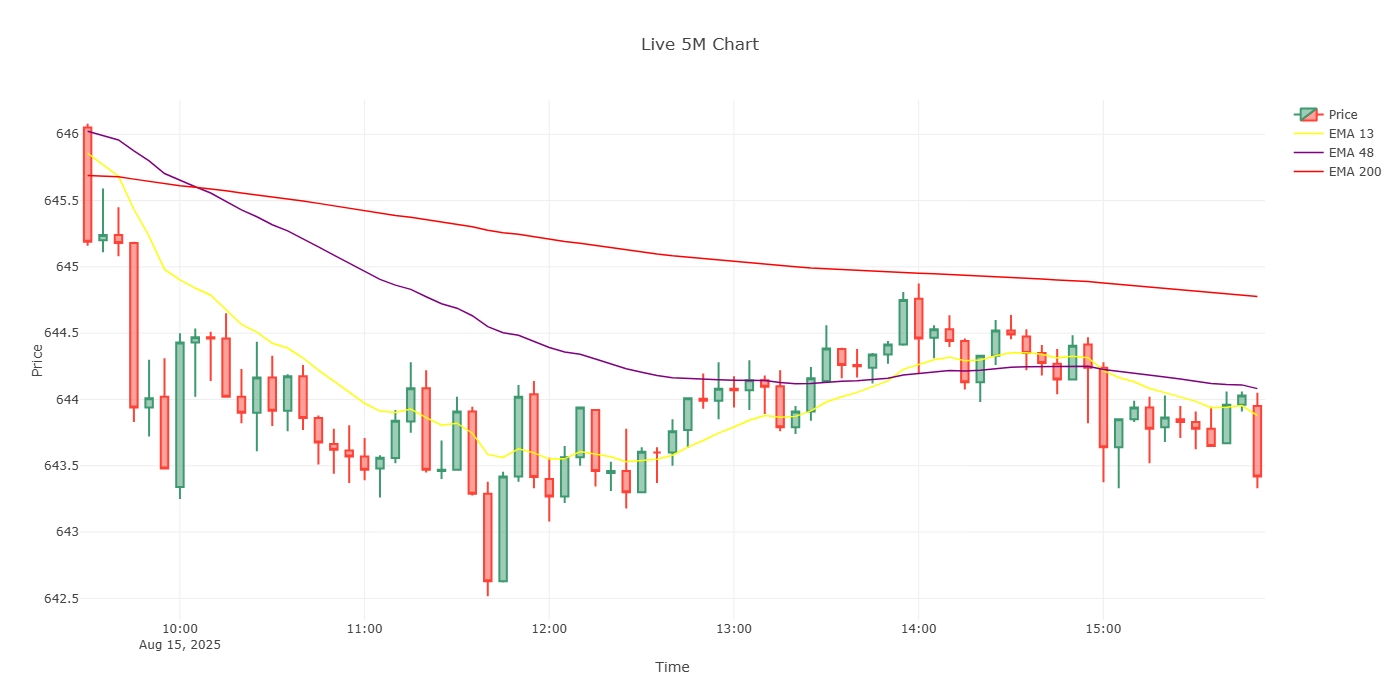 Live 5M Chart
Price
EMA 13
EMA 48
EMA 200
646
645.5
645
644.5
644
643.5
643
642.5
Price
10:00
11:00
12:00
13:00
14:00
15:00
Aug 15, 2025
Time